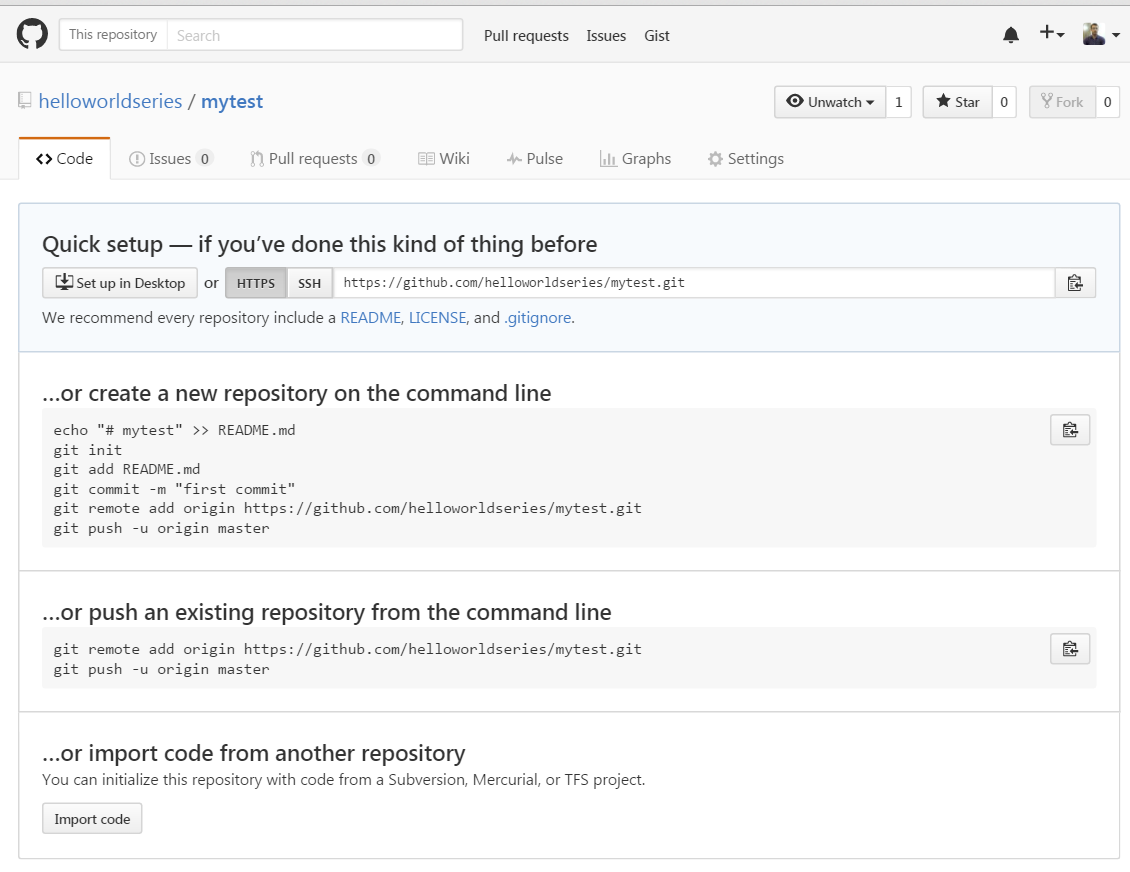 This repository Search Pull requests Issues Gist
helloworldseries / mytest Unwatch 1 Star 0 Fork 0
Code Issues 0 Pull requests 0 Wiki Pulse Graphs Settings
Quick setup — if you’ve done this kind of thing before
Set up in Desktop or HTTPS SSH https://github.com/helloworldseries/mytest.git
We recommend every repository include a README, LICENSE, and .gitignore.
…or create a new repository on the command line
echo "# mytest" >> README.md
git init
git add README.md
git commit -m "first commit"
git remote add origin https://github.com/helloworldseries/mytest.git
git push -u origin master
…or push an existing repository from the command line
git remote add origin https://github.com/helloworldseries/mytest.git
git push -u origin master
…or import code from another repository
You can initialize this repository with code from a Subversion, Mercurial, or TFS project.
Import code